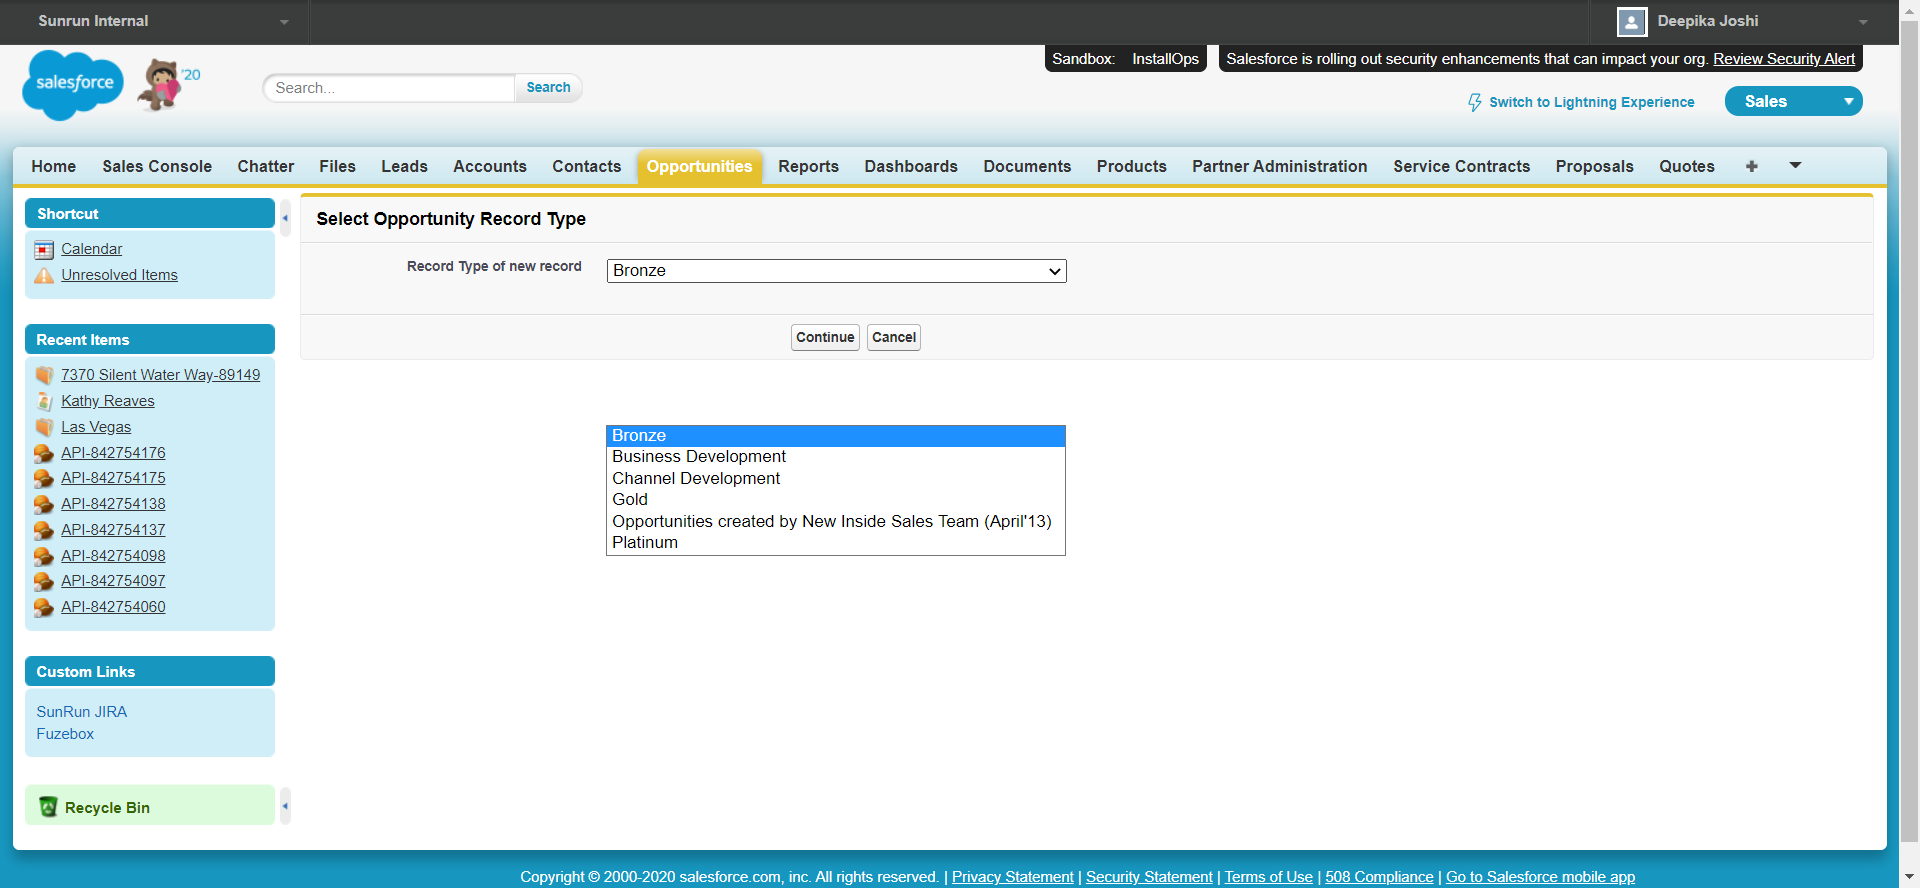 Sunrun Internal
Deepika Joshi
Sandbox: InstallOps
Salesforce is rolling out security enhancements that can impact your org. Review Security Alert
salesforce
'20
Search...
Search
Switch to Lightning Experience
Sales
Home Sales Console Chatter Files Leads Accounts Contacts Opportunities Reports Dashboards Documents Products Partner Administration Service Contracts Proposals Quotes +
Shortcut
Calendar
Unresolved Items
Recent Items
7370 Silent Water Way-89149
Kathy Reaves
Las Vegas
API-842754176
API-842754175
API-842754138
API-842754137
API-842754098
API-842754097
API-842754060
Custom Links
SunRun JIRA
Fuzebox
Recycle Bin
Select Opportunity Record Type
Record Type of new record
Bronze
Continue
Cancel
Bronze
Business Development
Channel Development
Gold
Opportunities created by New Inside Sales Team (April'13)
Platinum
Copyright © 2000-2020 salesforce.com, inc. All rights reserved. | Privacy Statement | Security Statement | Terms of Use | 508 Compliance | Go to Salesforce mobile app